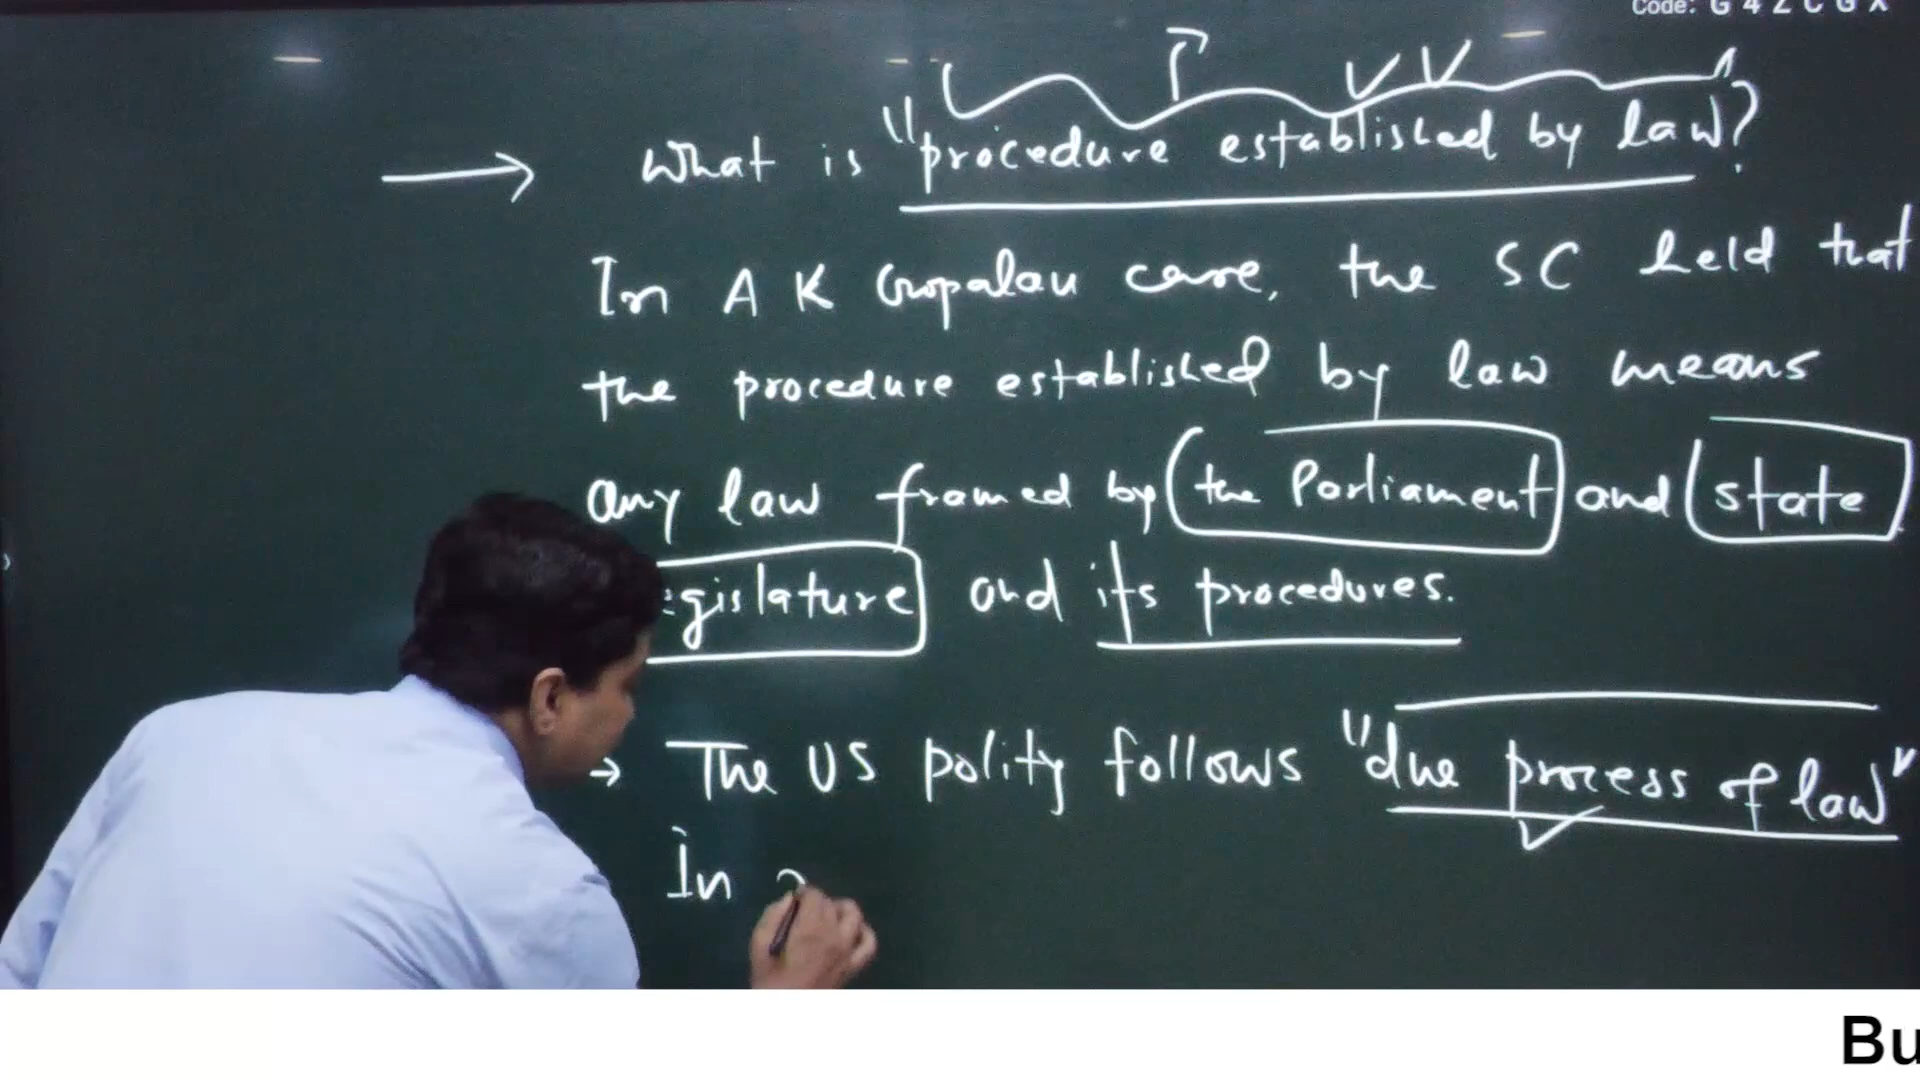 Code: G 4 Z C G X
What is "procedure established by law"?
In A K Gopalan case, the SC held that
the procedure established by law means
any law framed by the Parliament and state
egislature and its procedures.
→ The US polity follows "due process of law"
In
Bu